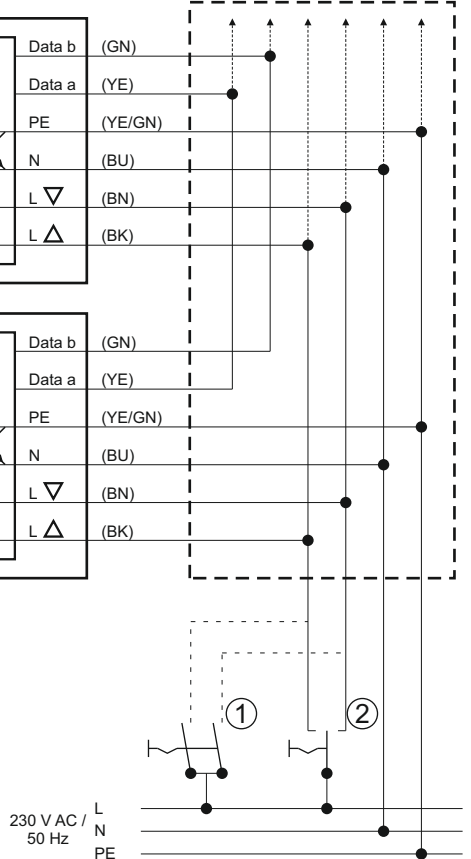 Data b (GN)
Data a (YE)
PE (YE/GN)
N (BU)
L ▽ (BN)
L △ (BK)
Data b (GN)
Data a (YE)
PE (YE/GN)
N (BU)
L ▽ (BN)
L △ (BK)
① ②
230 V AC /
50 Hz
L
N
PE